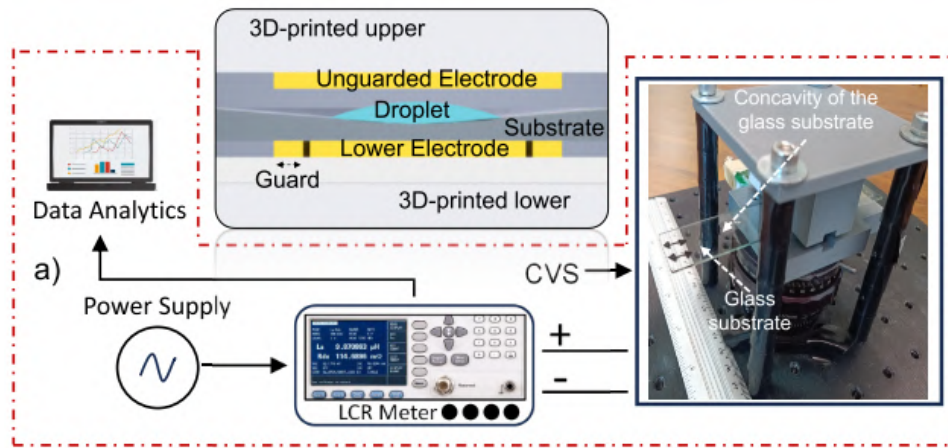 3D-printed upper
Unguarded Electrode
Droplet
Substrate
Lower Electrode
Guard
3D-printed lower
Data Analytics
a)
Power Supply
CVS
Concavity of the
glass substrate
Glass
substrate
+
-
LCR Meter